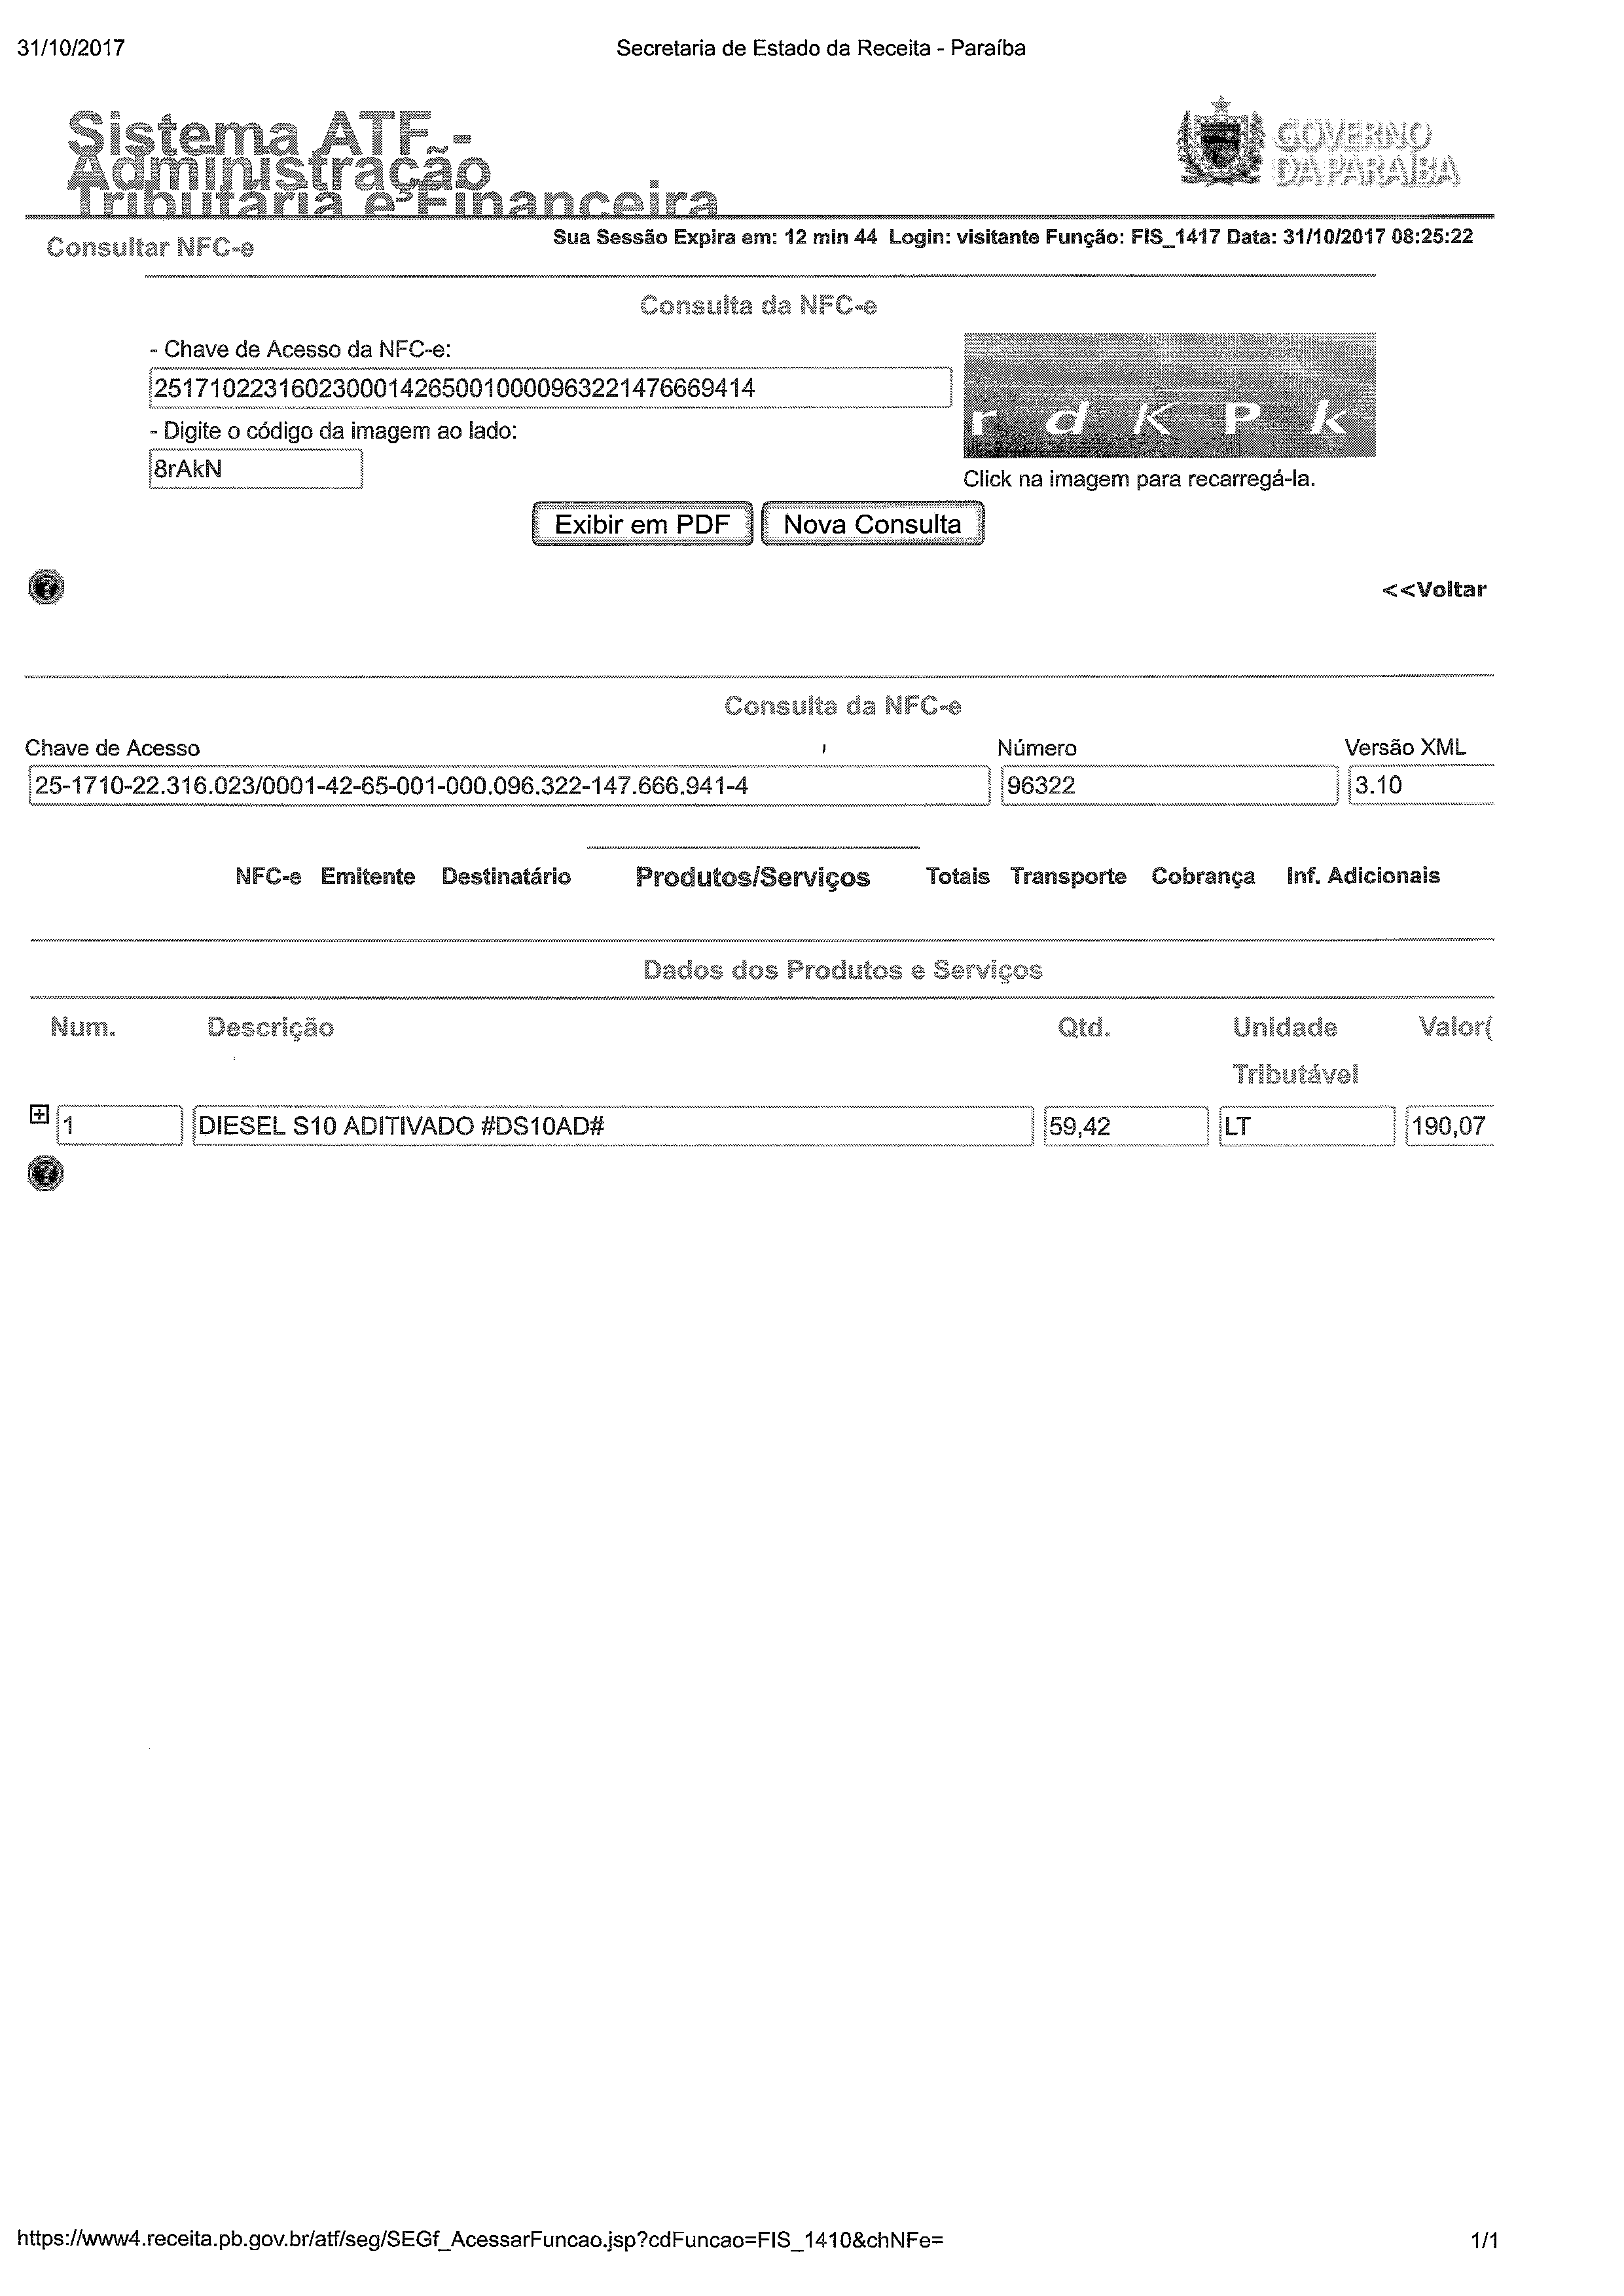 31/10/2017 Secretaria de Estado da Receita - Paraíba
Sistema ATF -
Administração
Tributária e Financeira
GOVERNO
DA PARAÍBA
Consultar NFC-e
Sua Sessão Expira em: 12 min 44 Login: visitante Função: FIS_1417 Data: 31/10/2017 08:25:22
Consulta da NFC-e
- Chave de Acesso da NFC-e:
25171022316023000142650010000963221476669414
- Digite o código da imagem ao lado:
8rAkN
r d K P k
Click na imagem para recarregá-la.
Exibir em PDF Nova Consulta
<<Voltar
Consulta da NFC-e
Chave de Acesso Número Versão XML
25-1710-22.316.023/0001-42-65-001-000.096.322-147.666.941-4 96322 3.10
NFC-e Emitente Destinatário Produtos/Serviços Totais Transporte Cobrança Inf. Adicionais
Dados dos Produtos e Serviços
Num. Descrição Qtd. Unidade Valor(
Tributável
1 DIESEL S10 ADITIVADO #DS10AD# 59,42 LT 190,07
https://www4.receita.pb.gov.br/atf/seg/SEGf_AcessarFuncao.jsp?cdFuncao=FIS_1410&chNFe= 1/1